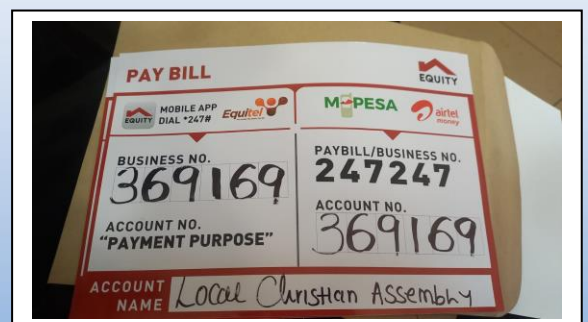 PAY BILL
EQUITY
EQUITY MOBILE APP
DIAL *247#
Equitel
M-PESA
airtel
money
BUSINESS NO.
369169
ACCOUNT NO.
"PAYMENT PURPOSE"
PAYBILL/BUSINESS NO.
247247
ACCOUNT NO.
369169
ACCOUNT
NAME Local Christian Assembly